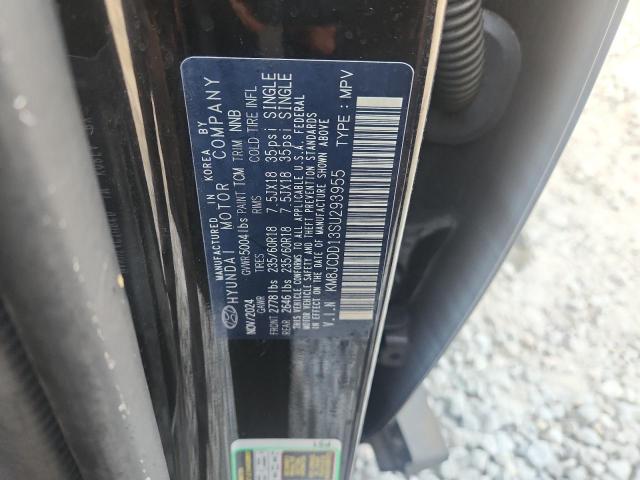 MANUFACTURED IN KOREA BY
HYUNDAI MOTOR COMPANY
NOV/2024 GVWR 5004 lbs PAINT TCM TRIM NNB
GAWR TIRES RIMS COLD TIRE INFL
FRONT 2778 lbs 235/60R18 7.5JX18 35psi SINGLE
REAR 2646 lbs 235/60R18 7.5JX18 35psi SINGLE
THIS VEHICLE CONFORMS TO ALL APPLICABLE U.S.A. FEDERAL
MOTOR VEHICLE SAFETY AND THEFT PREVENTION STANDARDS
IN EFFECT ON THE DATE OF MANUFACTURE SHOWN ABOVE
V.I.N KM8JCDD13SU293955 TYPE : MPV